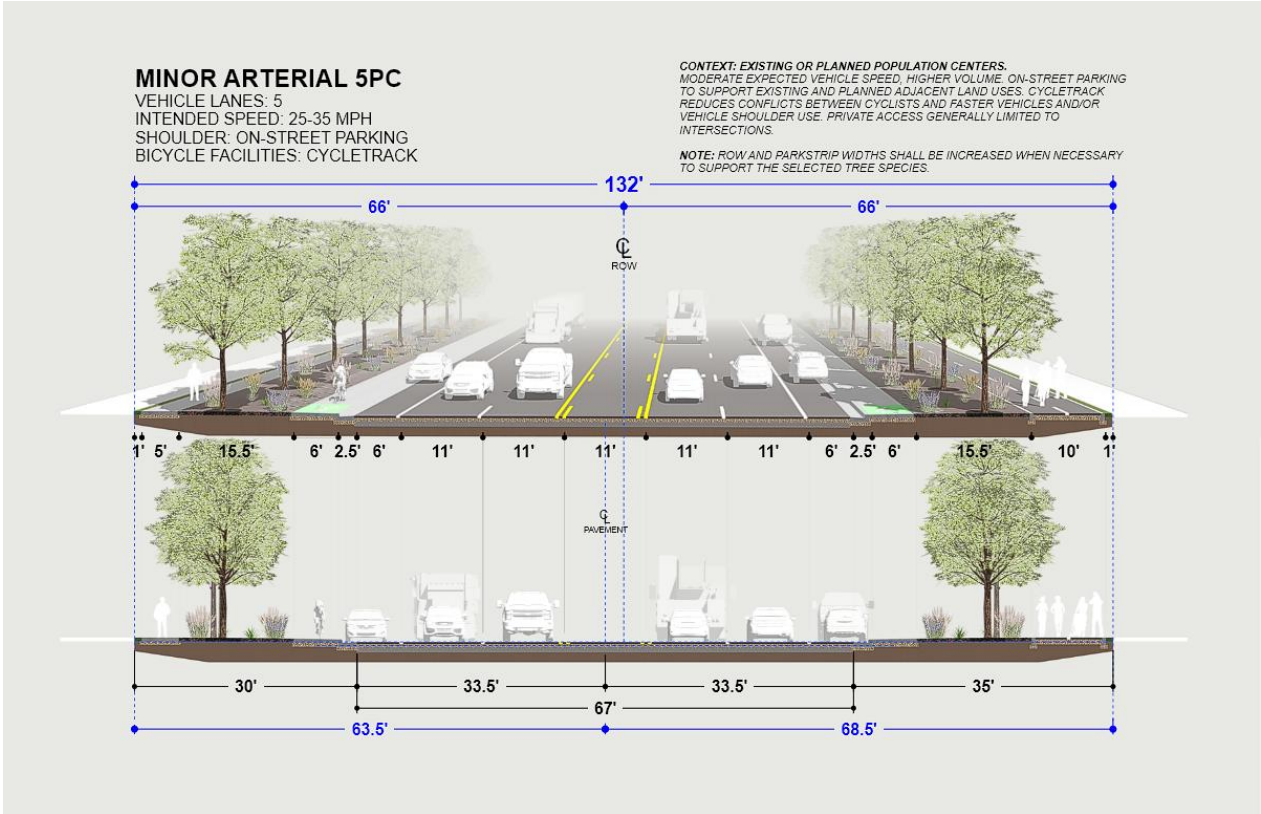 MINOR ARTERIAL 5PC
VEHICLE LANES: 5
INTENDED SPEED: 25-35 MPH
SHOULDER: ON-STREET PARKING
BICYCLE FACILITIES: CYCLETRACK
CONTEXT: EXISTING OR PLANNED POPULATION CENTERS.
MODERATE EXPECTED VEHICLE SPEED, HIGHER VOLUME. ON-STREET PARKING
TO SUPPORT EXISTING AND PLANNED ADJACENT LAND USES. CYCLETRACK
REDUCES CONFLICTS BETWEEN CYCLISTS AND FASTER VEHICLES AND/OR
VEHICLE SHOULDER USE. PRIVATE ACCESS GENERALLY LIMITED TO
INTERSECTIONS.
NOTE: ROW AND PARKSTRIP WIDTHS SHALL BE INCREASED WHEN NECESSARY
TO SUPPORT THE SELECTED TREE SPECIES.
132'
66' 66'
℄
ROW
1' 5' 15.5' 6' 2.5' 6' 11' 11' 11' 11' 11' 6' 2.5' 6' 15.5' 10' 1'
℄
PAVEMENT
30' 33.5' 33.5' 35'
67'
63.5' 68.5'